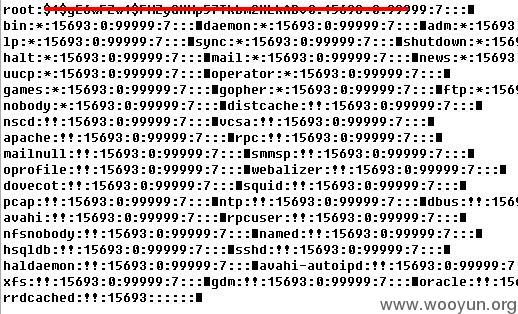 root: 99:7:::■
bin:*:15693:0:99999:7:::■daemon:*:15693:0:99999:7:::■adm:*:
lp:*:15693:0:99999:7:::■sync:*:15693:0:99999:7:::■shutdown:*:
halt:*:15693:0:99999:7:::■mail:*:15693:0:99999:7:::■news:*:
uucp:*:15693:0:99999:7:::■operator:*:15693:0:99999:7:::■
games:*:15693:0:99999:7:::■gopher:*:15693:0:99999:7:::■ftp:*:
nobody:*:15693:0:99999:7:::■distcache:!!:15693:0:99999:7:::■
nscd:!!:15693:0:99999:7:::■vcsa:!!:15693:0:99999:7:::■
apache:!!:15693:0:99999:7:::■rpc:!!:15693:0:99999:7:::■
mailnull:!!:15693:0:99999:7:::■smmsp:!!:15693:0:99999:7:::■
oprofile:!!:15693:0:99999:7:::■webalizer:!!:15693:0:99999:7:::■
dovecot:!!:15693:0:99999:7:::■squid:!!:15693:0:99999:7:::■
pcap:!!:15693:0:99999:7:::■ntp:!!:15693:0:99999:7:::■dbus:!!:
avahi:!!:15693:0:99999:7:::■rpcuser:!!:15693:0:99999:7:::■
nfsnobody:!!:15693:0:99999:7:::■named:!!:15693:0:99999:7:::■
hsqldb:!!:15693:0:99999:7:::■sshd:!!:15693:0:99999:7:::■
haldaemon:!!:15693:0:99999:7:::■avahi-autoipd:!!:15693:0:99999:7:::■
xfs:!!:15693:0:99999:7:::■gdm:!!:15693:0:99999:7:::■oracle:!!:
rrdcached:!!:15693::::::■
www.wooyun.org